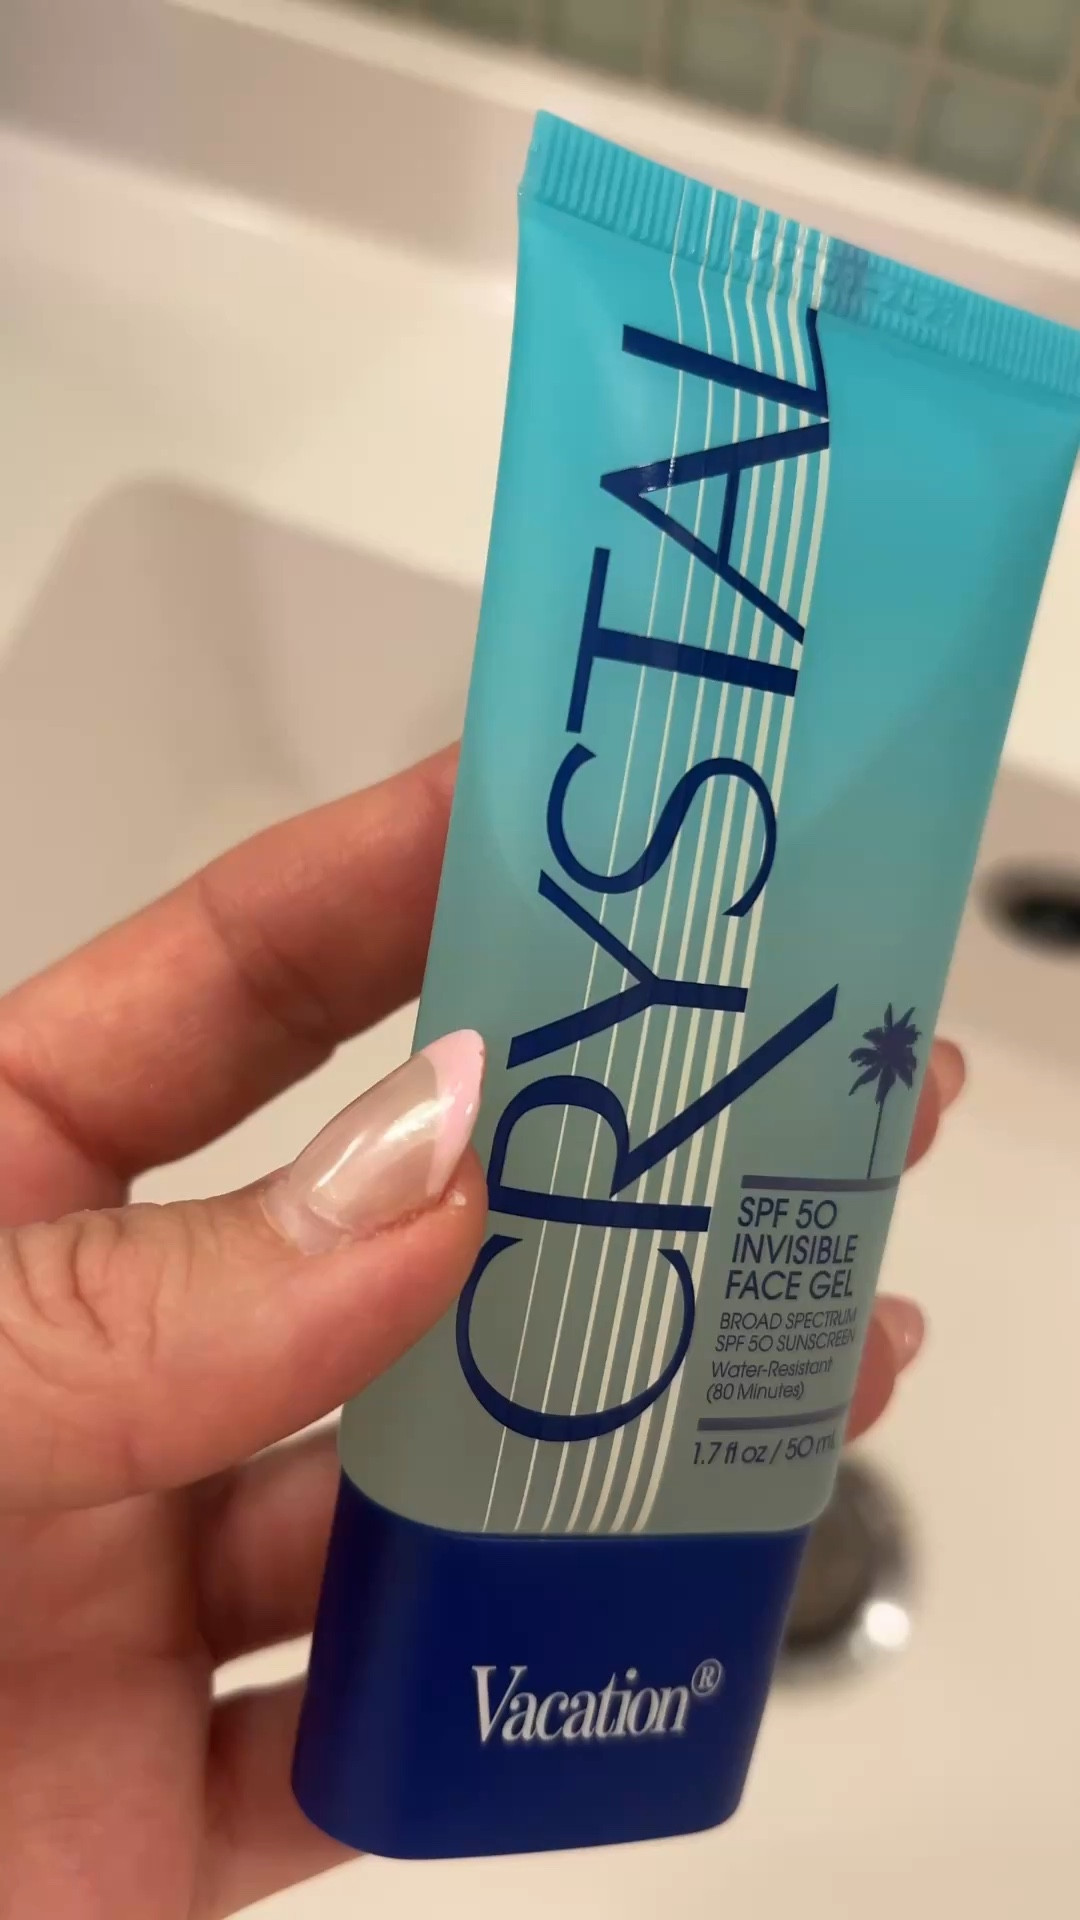 CRYSTAL
SPF 50
INVISIBLE
FACE GEL
BROAD SPECTRUM
SPF 50 SUNSCREEN
Water-Resistant
(80 Minutes)
1.7 fl oz / 50 mL
Vacation®